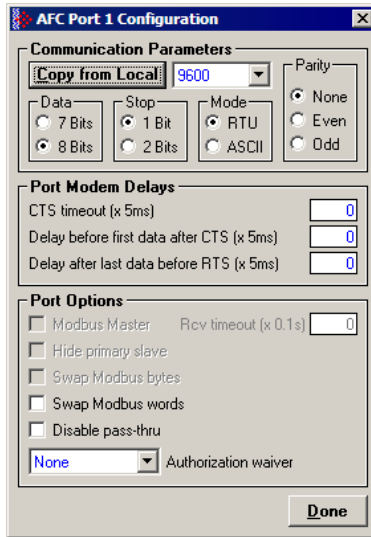 AFC Port 1 Configuration
Communication Parameters
Copy from Local
9600
Parity
None
Even
Odd
Data
7 Bits
8 Bits
Stop
1 Bit
2 Bits
Mode
RTU
ASCII
Port Modem Delays
CTS timeout (x 5ms) 0
Delay before first data after CTS (x 5ms) 0
Delay after last data before RTS (x 5ms) 0
Port Options
Modbus Master Rcv timeout (x 0.1s) 0
Hide primary slave
Swap Modbus bytes
Swap Modbus words
Disable pass-thru
None Authorization waiver
Done